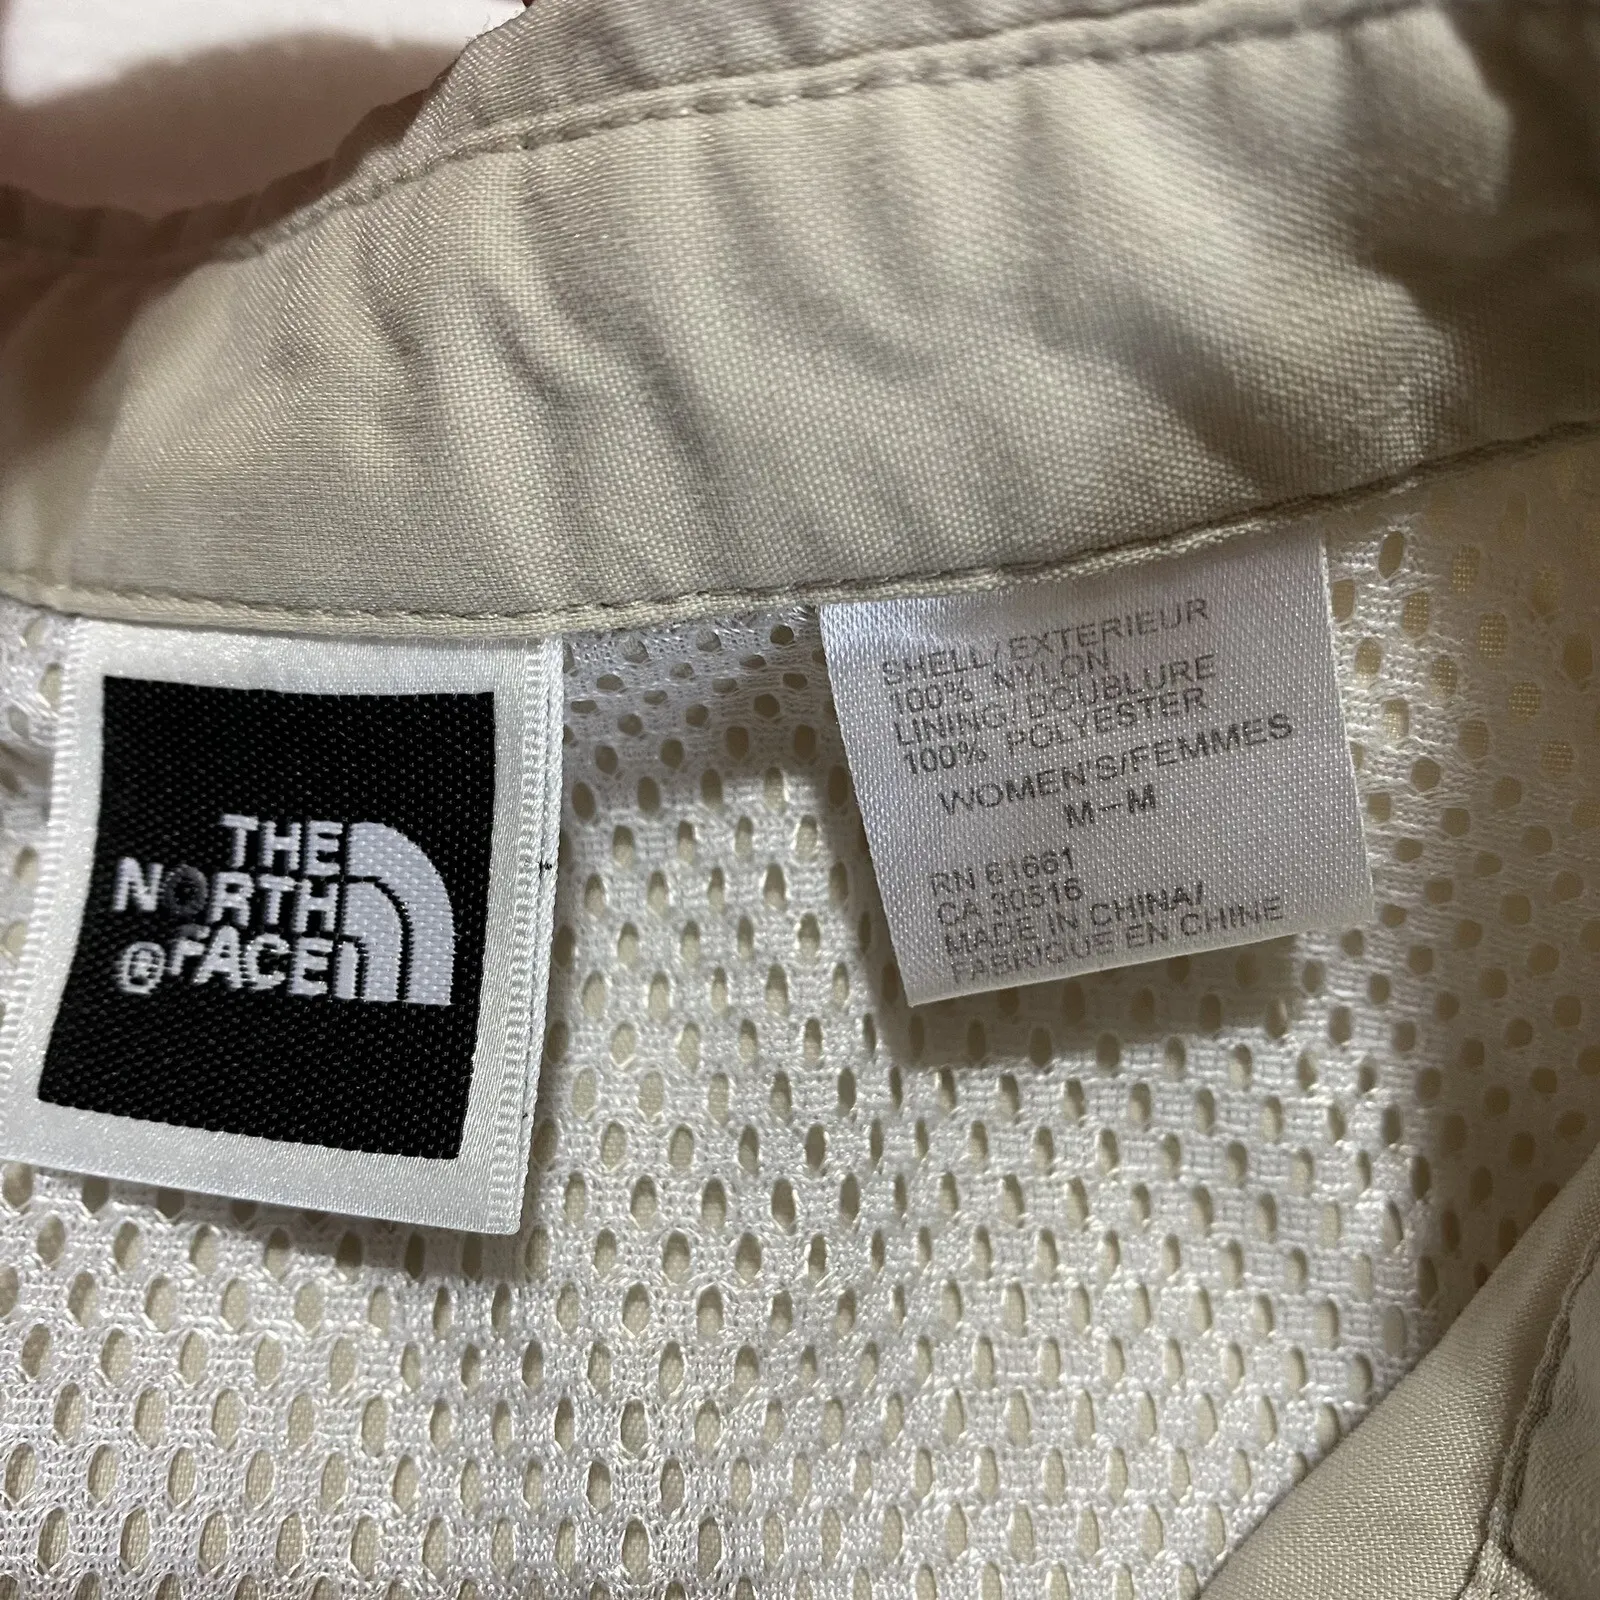 THE
NORTH
®FACE
SHELL/EXTERIEUR
100% NYLON
LINING/DOUBLURE
100% POLYESTER
WOMEN'S/FEMMES
M-M
RN 61661
CA 30516
MADE IN CHINA/
FABRIQUE EN CHINE